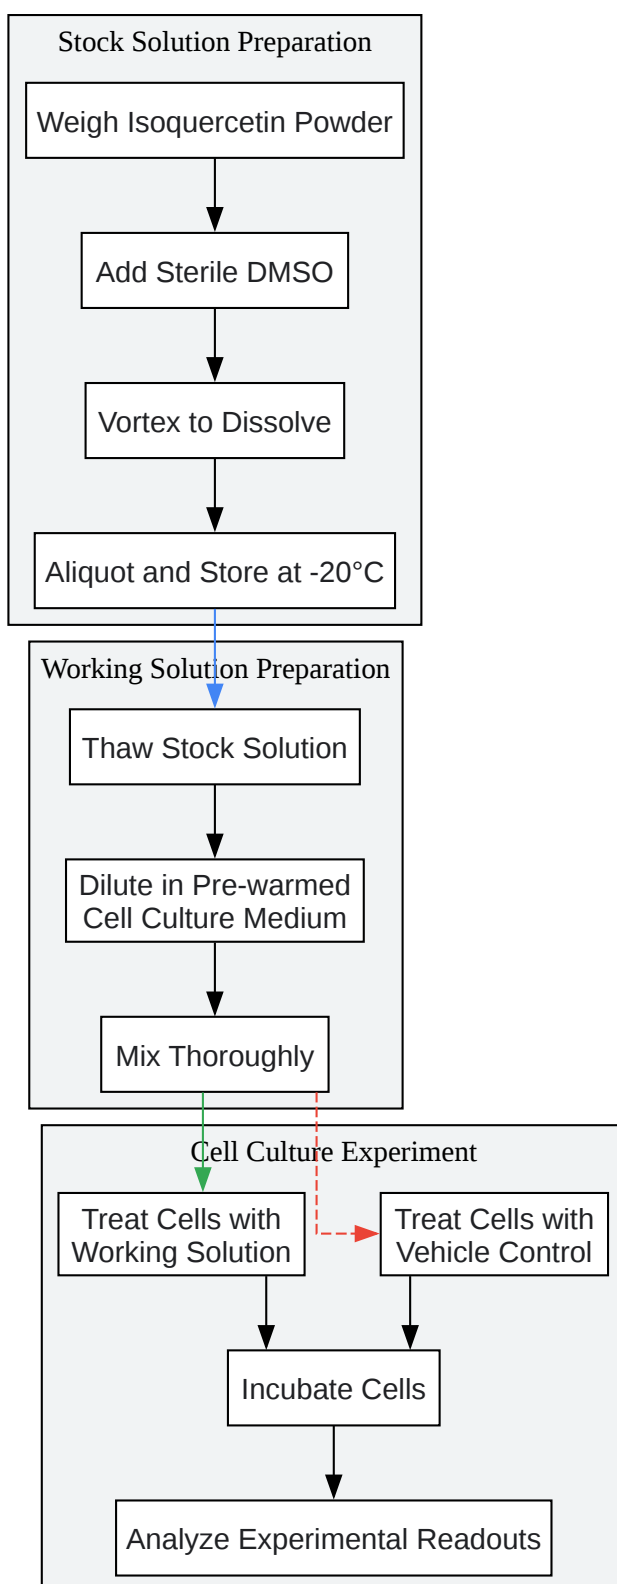 Stock Solution Preparation
Weigh Isoquercetin Powder
Add Sterile DMSO
Vortex to Dissolve
Aliquot and Store at -20°C
Working Solution Preparation
Thaw Stock Solution
Dilute in Pre-warmed
Cell Culture Medium
Mix Thoroughly
Cell Culture Experiment
Treat Cells with
Working Solution
Treat Cells with
Vehicle Control
Incubate Cells
Analyze Experimental Readouts